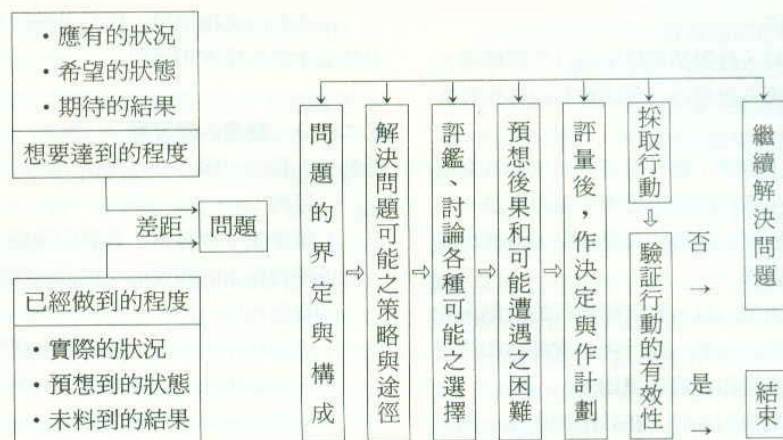 ・應有的狀況
・希望的狀態
・期待的結果
想要達到的程度
差距
問題
已經做到的程度
・實際的狀況
・預想到的狀態
・未料到的結果
問題的界定與構成
解決問題可能之策略與途徑
評鑑、討論各種可能之選擇
預想後果和可能遭遇之困難
評量後，作決定與作計劃
採取行動
驗証行動的有效性
否
是
繼續解決問題
結束